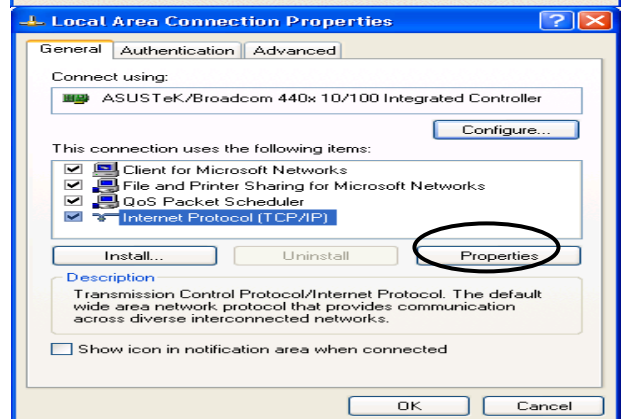 Local Area Connection Properties
General Authentication Advanced
Connect using:
ASUSTeK/Broadcom 440x 10/100 Integrated Controller
Configure...
This connection uses the following items:
Client for Microsoft Networks
File and Printer Sharing for Microsoft Networks
QoS Packet Scheduler
Internet Protocol (TCP/IP)
Install... Uninstall Properties
Description
Transmission Control Protocol/Internet Protocol. The default
wide area network protocol that provides communication
across diverse interconnected networks.
Show icon in notification area when connected
OK Cancel